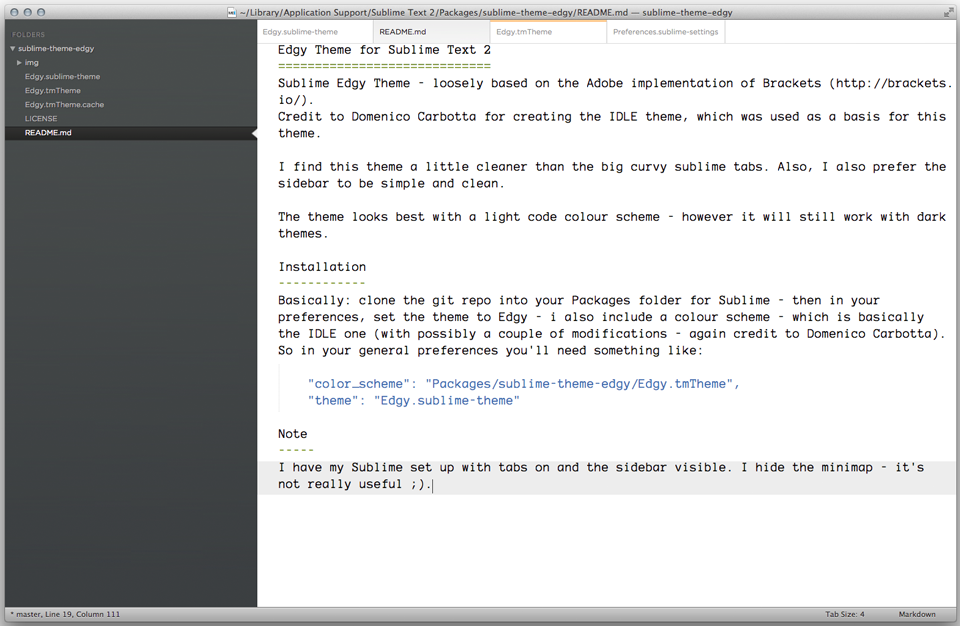 ~/Library/Application Support/Sublime Text 2/Packages/sublime-theme-edgy/README.md — sublime-theme-edgy
FOLDERS
sublime-theme-edgy
img
Edgy.sublime-theme
Edgy.tmTheme
Edgy.tmTheme.cache
LICENSE
README.md
Edgy.sublime-theme
README.md
Edgy.tmTheme
Preferences.sublime-settings
Edgy Theme for Sublime Text 2
=============================
Sublime Edgy Theme - loosely based on the Adobe implementation of Brackets (http://brackets.
io/).
Credit to Domenico Carbotta for creating the IDLE theme, which was used as a basis for this
theme.
I find this theme a little cleaner than the big curvy sublime tabs. Also, I also prefer the
sidebar to be simple and clean.
The theme looks best with a light code colour scheme - however it will still work with dark
themes.
Installation
------------
Basically: clone the git repo into your Packages folder for Sublime - then in your
preferences, set the theme to Edgy - i also include a colour scheme - which is basically
the IDLE one (with possibly a couple of modifications - again credit to Domenico Carbotta).
So in your general preferences you'll need something like:
"color_scheme": "Packages/sublime-theme-edgy/Edgy.tmTheme",
"theme": "Edgy.sublime-theme"
Note
-----
I have my Sublime set up with tabs on and the sidebar visible. I hide the minimap - it's
not really useful ;).
* master, Line 19, Column 111
Tab Size: 4
Markdown